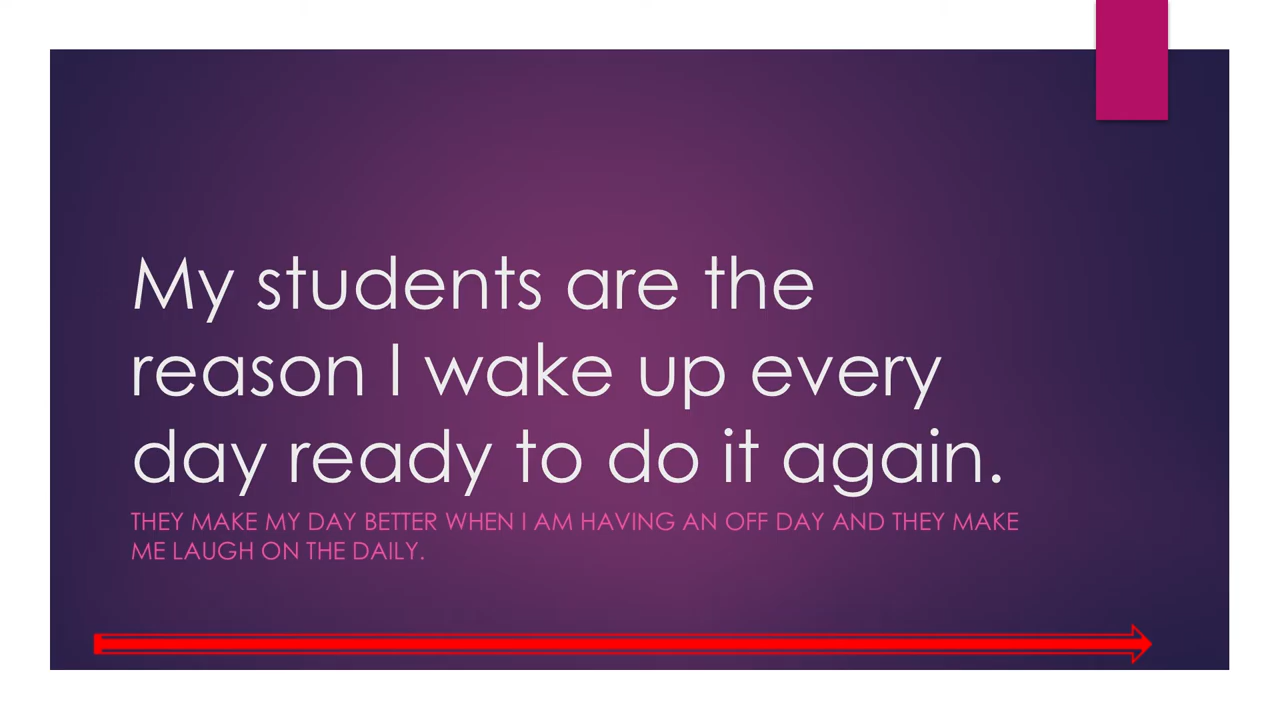 My students are the
reason I wake up every
day ready to do it again.
THEY MAKE MY DAY BETTER WHEN I AM HAVING AN OFF DAY AND THEY MAKE
ME LAUGH ON THE DAILY.